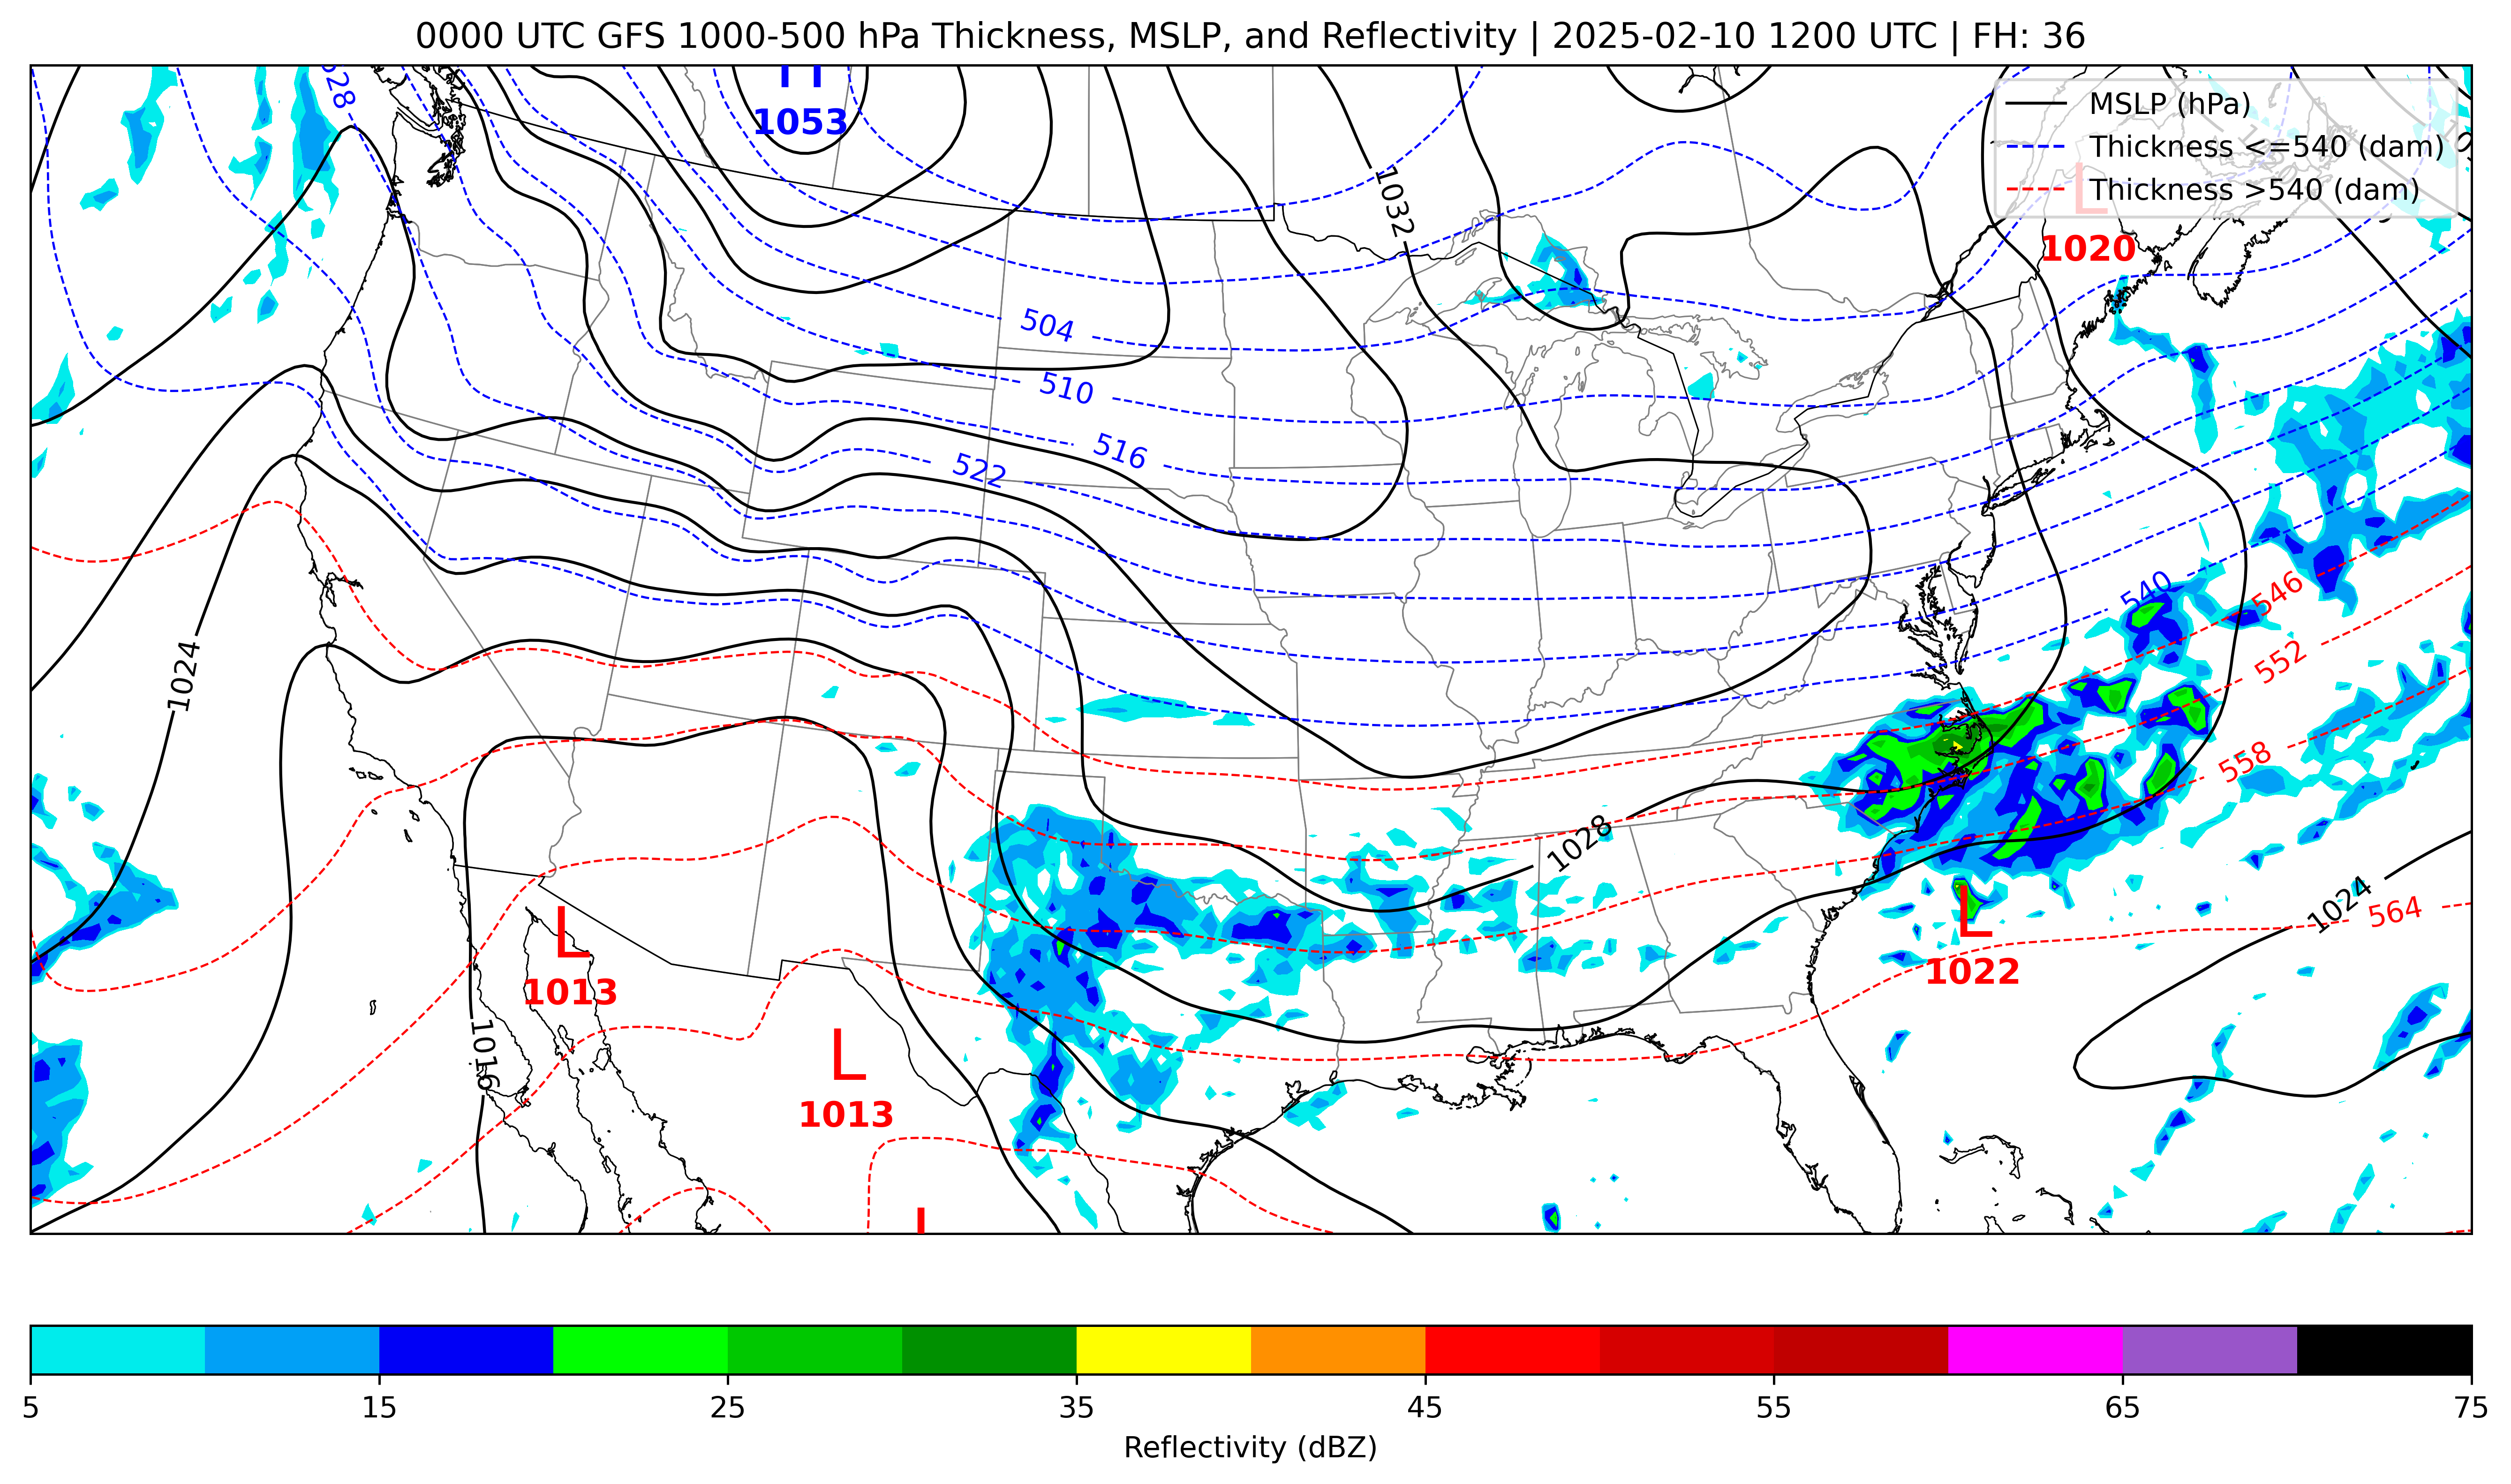 0000 UTC GFS 1000-500 hPa Thickness, MSLP, and Reflectivity | 2025-02-10 1200 UTC | FH: 36
MSLP (hPa)
Thickness <=540 (dam)
Thickness >540 (dam)
528
1053
1032
L
1020
504
510
516
522
540
546
552
558
1024
1028
1024
564
L
1013
L
1022
1016
L
1013
5 15 25 35 45 55 65 75
Reflectivity (dBZ)